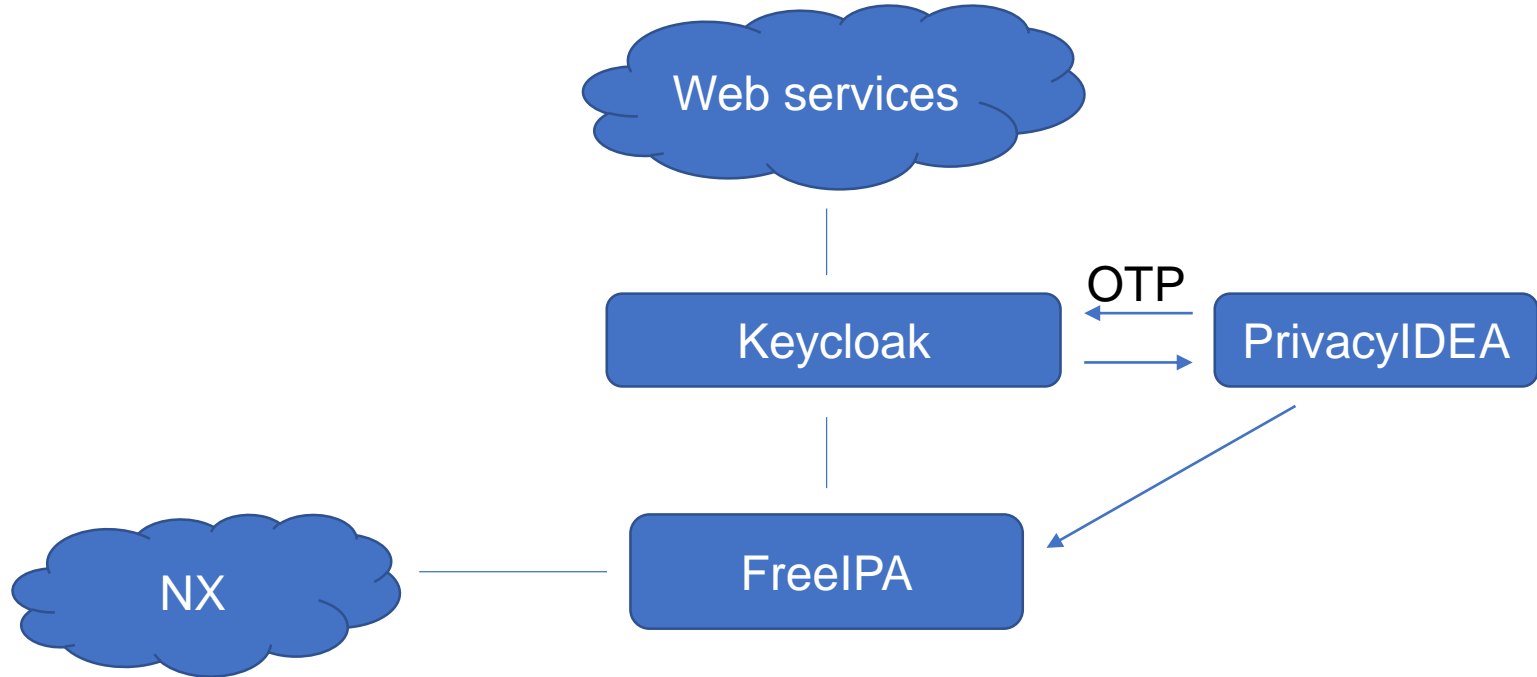 Web services
OTP
Keycloak
PrivacyIDEA
FreeIPA
NX